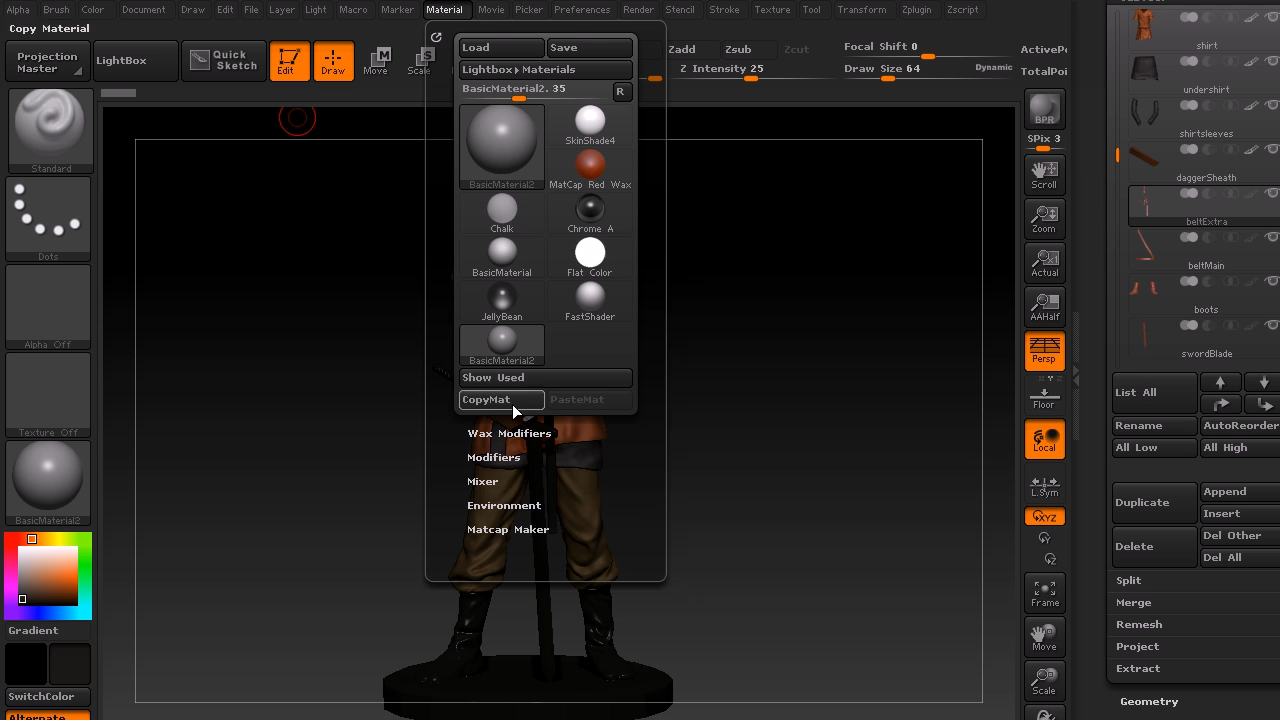 Alpha Brush Color Document Draw Edit File Layer Light Macro Marker Material Movie Picker Preferences Render Stencil Stroke Texture Tool Transform Zplugin Zscript
Copy Material
Projection
Master
LightBox
Quick
Sketch
Edit
Draw
Move
Scale
Zadd Zsub Zcut
Z Intensity 25
Focal Shift 0
Draw Size 64
Dynamic
Standard
Dots
Alpha Off
Texture Off
BasicMaterial2
Gradient
SwitchColor
Alternate
Load Save
Lightbox▸Materials
BasicMaterial2. 35
R
BasicMaterial2
SkinShade4
MatCap Red Wax
Chalk
Chrome A
BasicMaterial
Flat Color
JellyBean
FastShader
BasicMaterial2
Show Used
CopyMat PasteMat
Wax Modifiers
Modifiers
Mixer
Environment
Matcap Maker
BPR
SPix 3
Scroll
Zoom
Actual
AAHalf
Persp
Floor
Local
L.Sym
XYZ
Frame
Move
Scale
shirt
undershirt
shirtsleeves
daggerSheath
beltExtra
beltMain
boots
swordBlade
List All
Rename AutoReorder
All Low All High
Duplicate
Append
Insert
Delete
Del Other
Del All
Split
Merge
Remesh
Project
Extract
Geometry